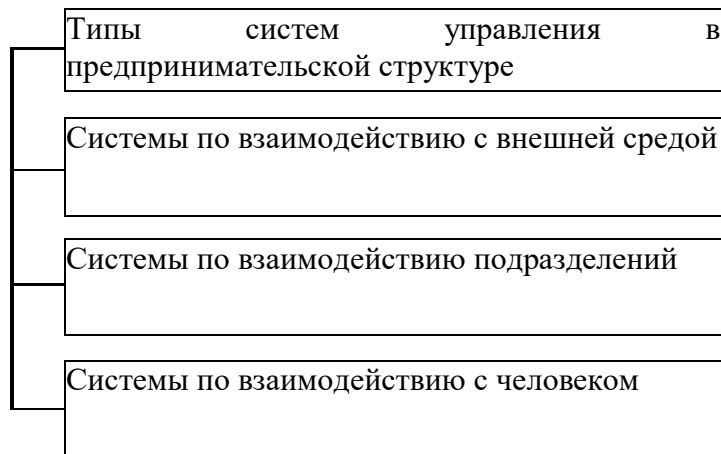 Типы систем управления в
предпринимательской структуре
Системы по взаимодействию с внешней средой
Системы по взаимодействию подразделений
Системы по взаимодействию с человеком